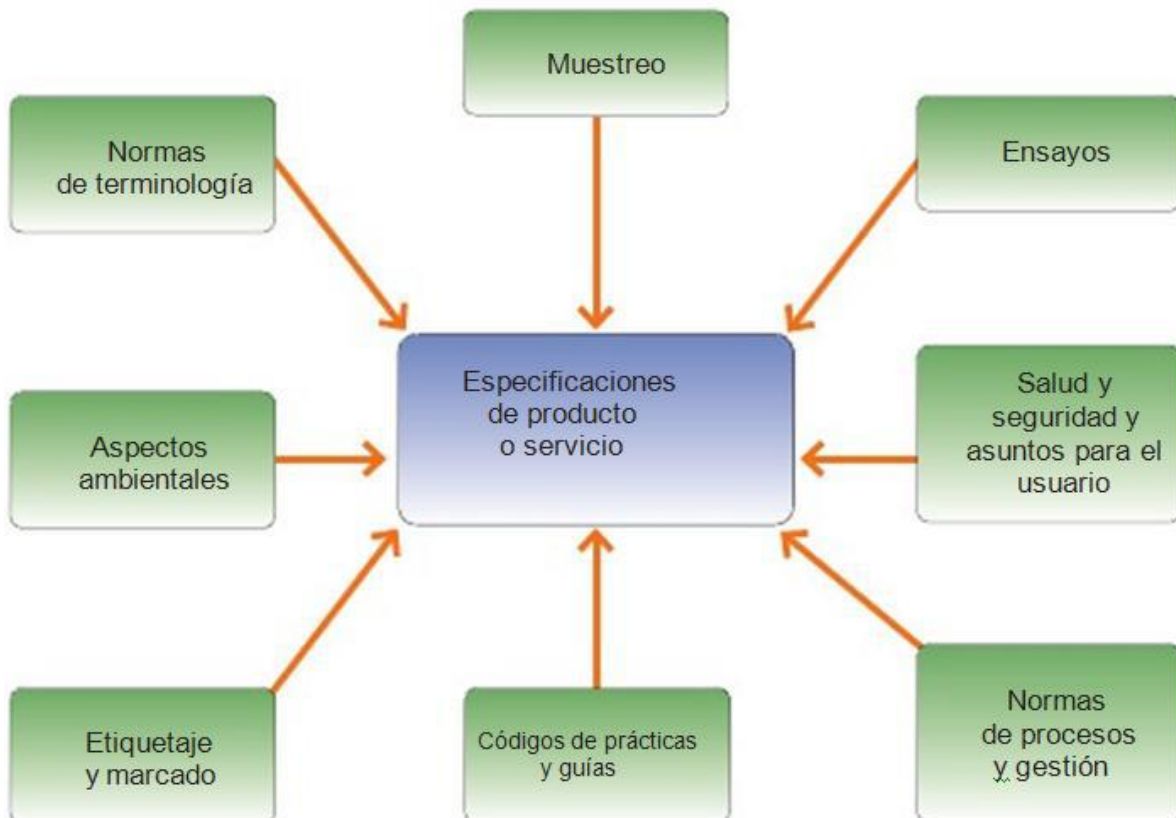 Muestreo
Normas
de terminología
Ensayos
Especificaciones
de producto
o servicio
Aspectos
ambientales
Salud y
seguridad y
asuntos para el
usuario
Etiquetaje
y marcado
Códigos de prácticas
y guías
Normas
de procesos
y gestión